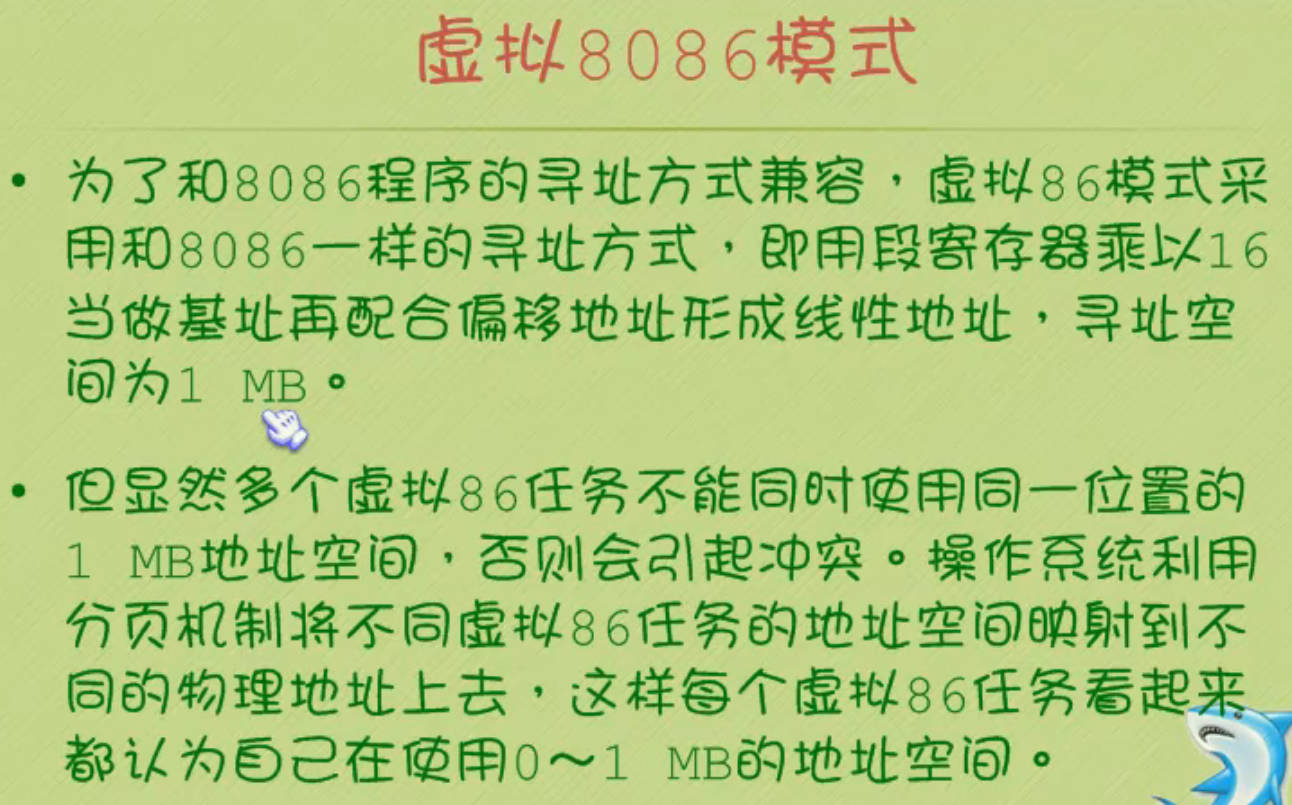 虚拟8086模式
• 为了和8086程序的寻址方式兼容，虚拟86模式采
用和8086一样的寻址方式，即用段寄存器乘以16
当做基址再配合偏移地址形成线性地址，寻址空
间为1 MB。
• 但显然多个虚拟86任务不能同时使用同一位置的
1 MB地址空间，否则会引起冲突。操作系统利用
分页机制将不同虚拟86任务的地址空间映射到不
同的物理地址上去，这样每个虚拟86任务看起来
都认为自己在使用0～1 MB的地址空间。